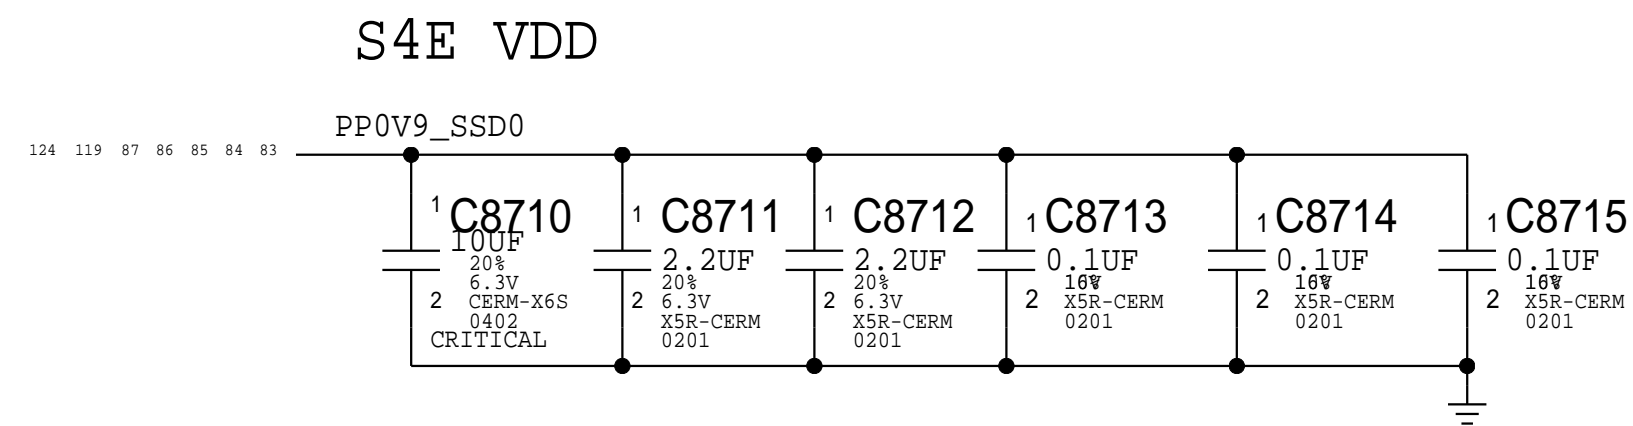 S4E VDD
PP0V9_SSD0
124 119 87 86 85 84 83
1 C8710
10UF
20%
6.3V
2 CERM-X6S
0402
CRITICAL
1 C8711
2.2UF
20%
2 6.3V
X5R-CERM
0201
1 C8712
2.2UF
20%
2 6.3V
X5R-CERM
0201
1 C8713
0.1UF
2 X5R-CERM
0201
1 C8714
0.1UF
2 X5R-CERM
0201
1 C8715
0.1UF
2 X5R-CERM
0201